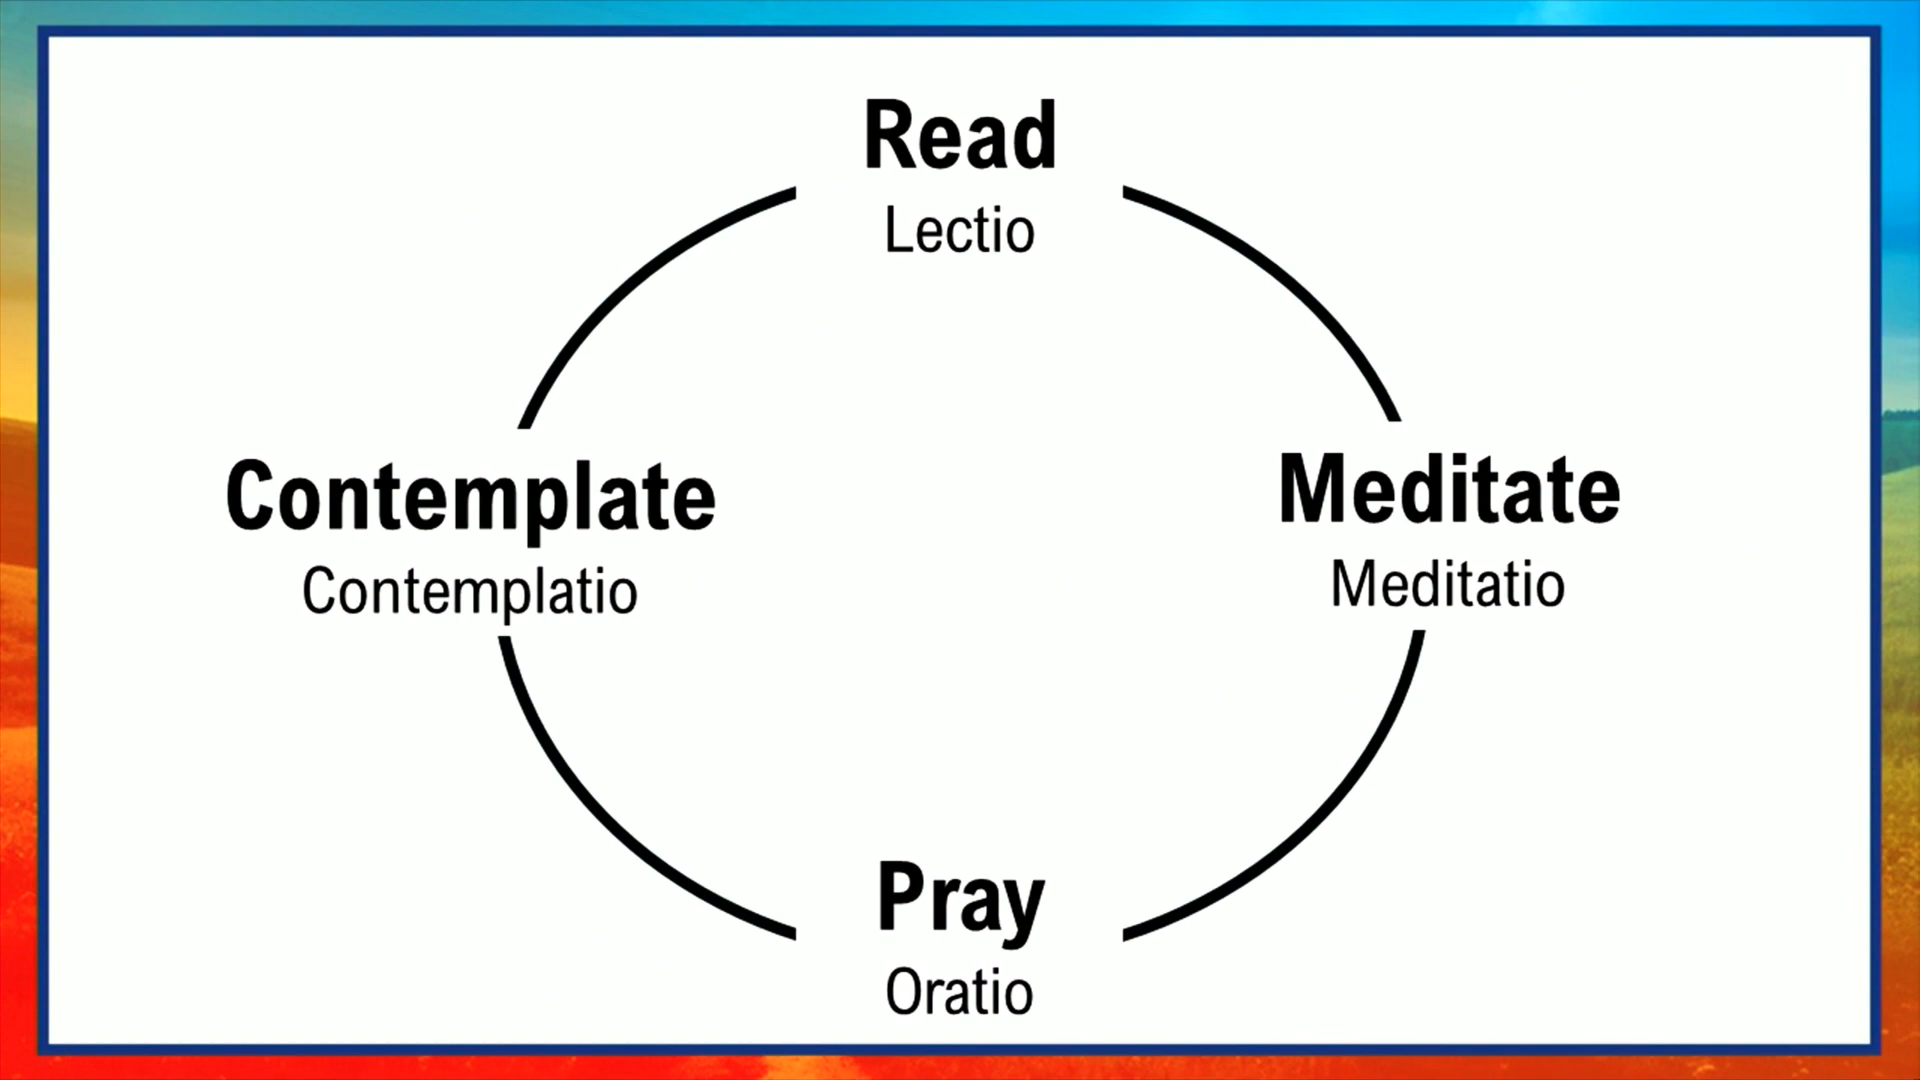 Read
Lectio
Meditate
Meditatio
Pray
Oratio
Contemplate
Contemplatio